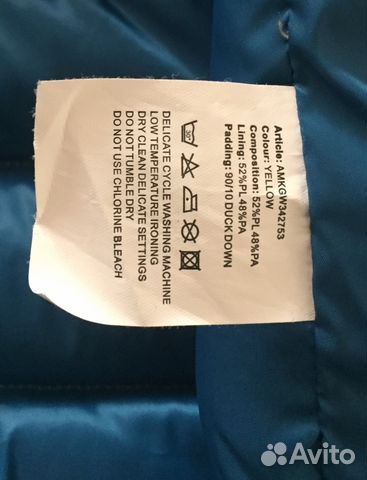 Article: AMKGW342753
Colour: YELLOW
Composition: 52%PL 48%PA
Lining: 52%PL 48%PA
Padding: 90/10 DUCK DOWN
30°
DELICATE CYCLE WASHING MACHINE
LOW TEMPERATURE IRONING
DRY CLEAN DELICATE SETTINGS
DO NOT TUMBLE DRY
DO NOT USE CHLORINE BLEACH
Avito